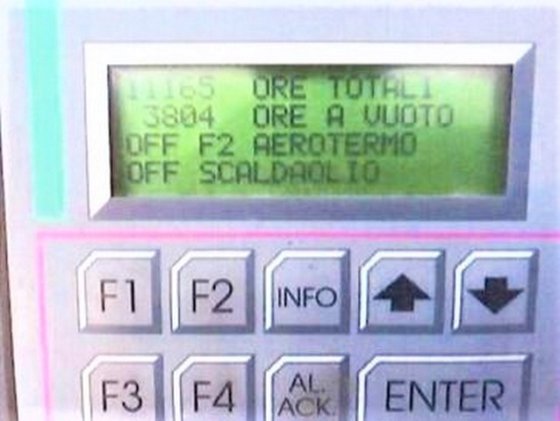 11165 ORE TOTALI
3804 ORE A VUOTO
OFF F2 AEROTERMO
OFF SCALDAOLIO
F1 F2 INFO
F3 F4 AL. ACK. ENTER